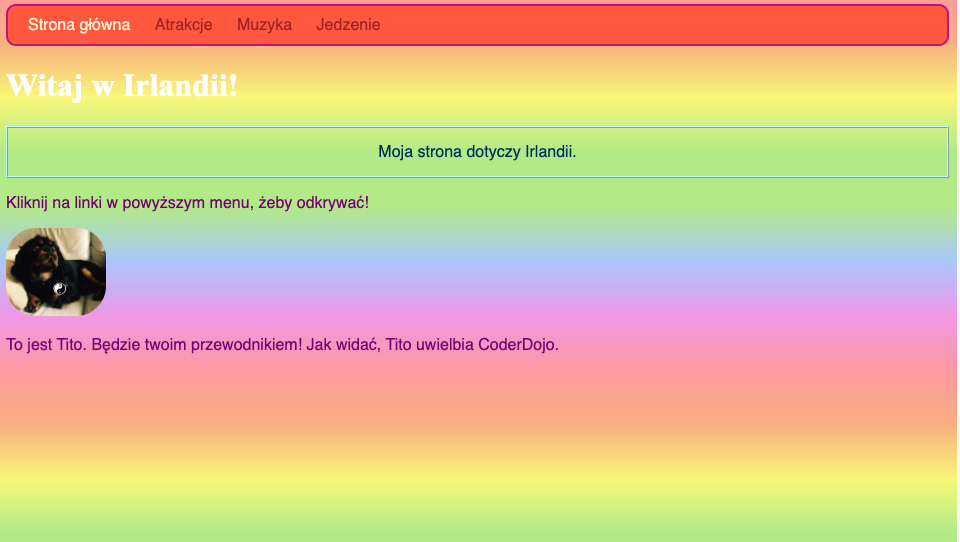 Strona główna Atrakcje Muzyka Jedzenie
Witaj w Irlandii!
Moja strona dotyczy Irlandii.
Kliknij na linki w powyższym menu, żeby odkrywać!
To jest Tito. Będzie twoim przewodnikiem! Jak widać, Tito uwielbia CoderDojo.